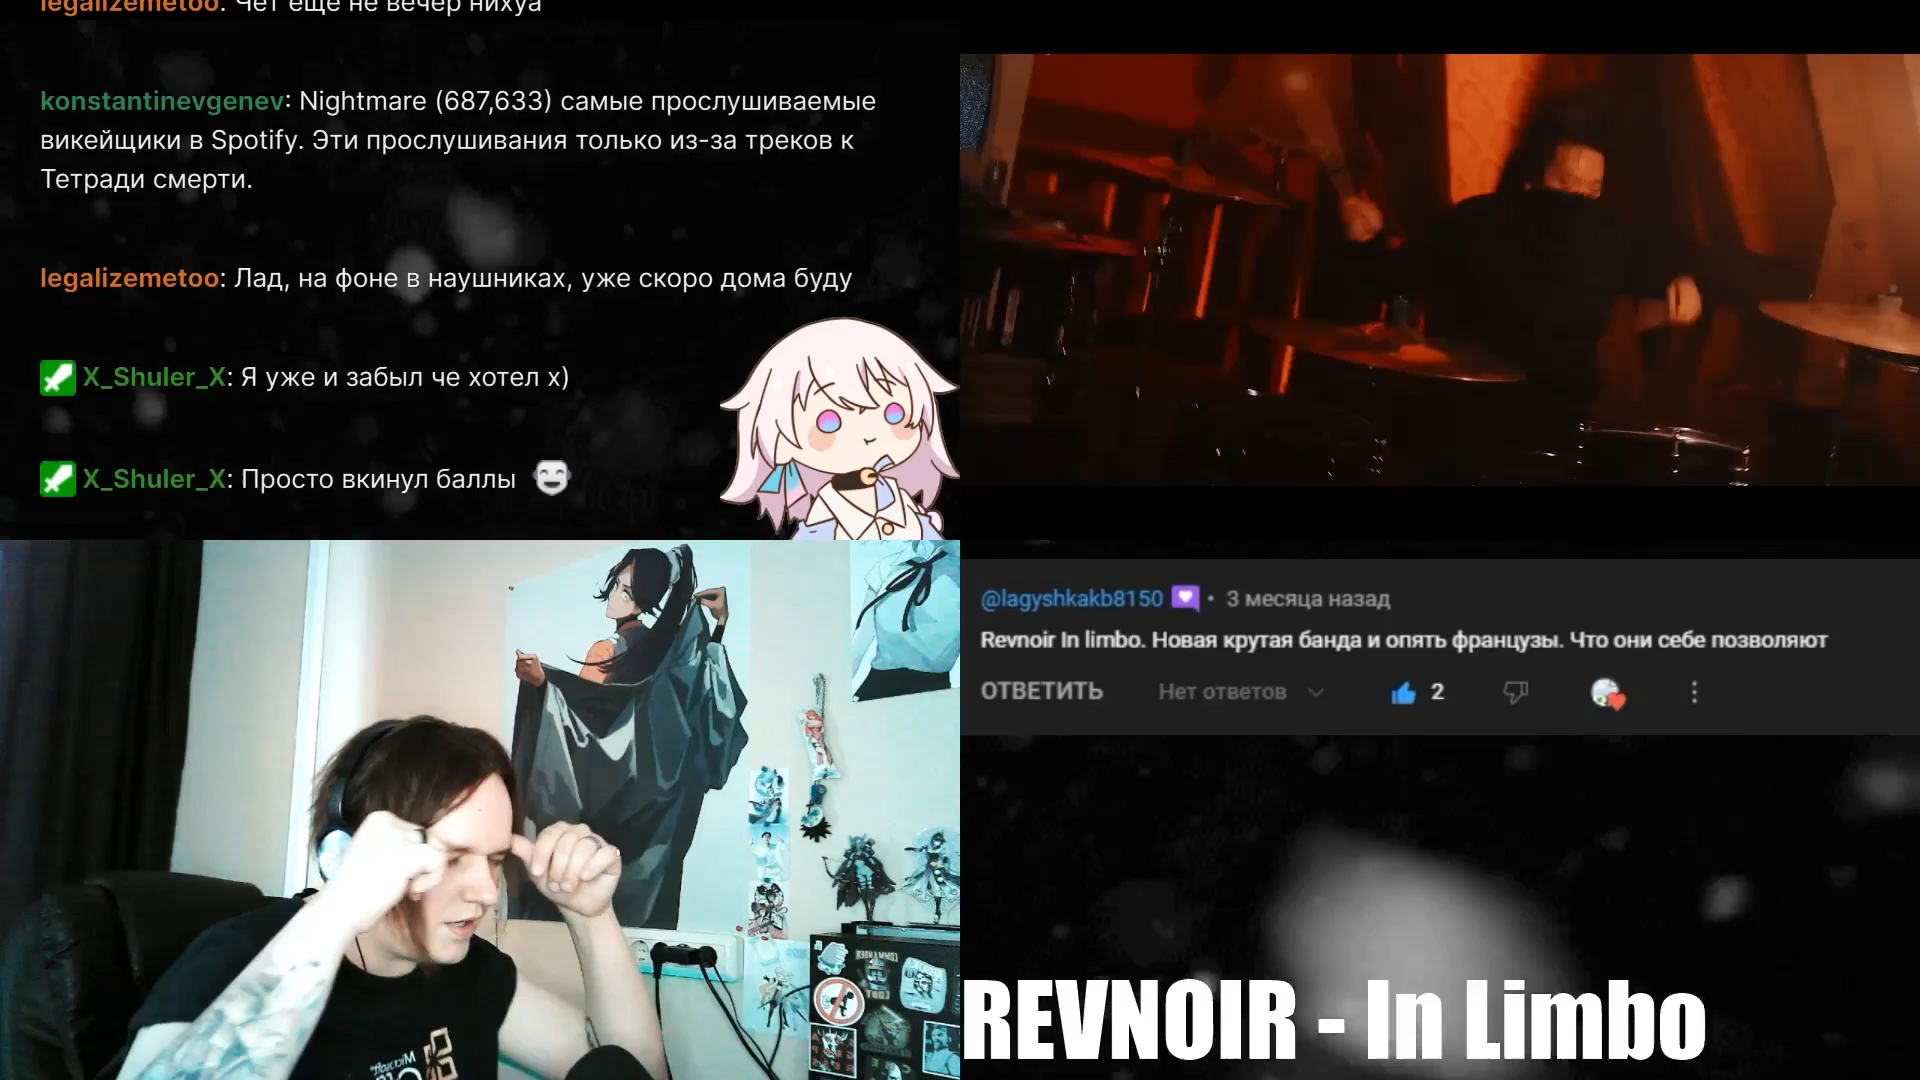 legalizemetoo: Чёт ещё не вечер нихуа
konstantinevgenev: Nightmare (687,633) самые прослушиваемые
викейщики в Spotify. Эти прослушивания только из-за треков к
Тетради смерти.
legalizemetoo: Лад, на фоне в наушниках, уже скоро дома буду
X_Shuler_X: Я уже и забыл че хотел х)
X_Shuler_X: Просто вкинул баллы
@lagyshkakb8150 • 3 месяца назад
Revnoir In limbo. Новая крутая банда и опять французы. Что они себе позволяют
ОТВЕТИТЬ Нет ответов 2
REVNOIR - In Limbo